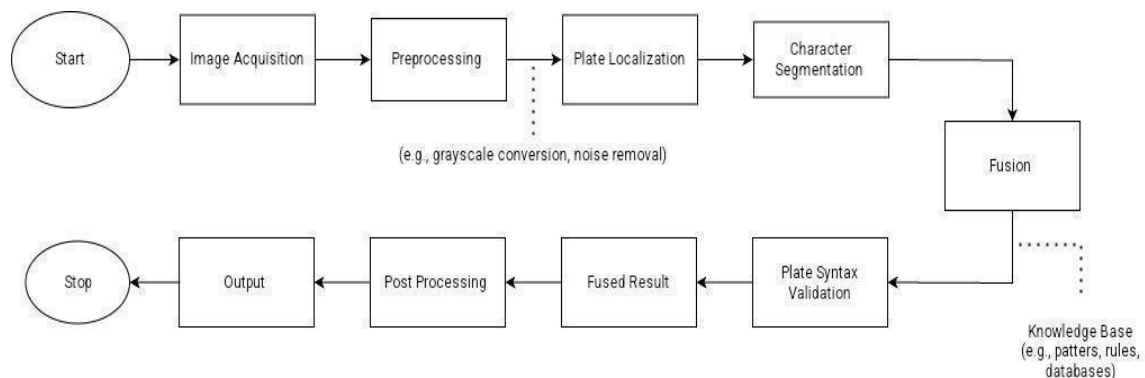 Start
Image Acquisition
Preprocessing
Plate Localization
Character
Segmentation
(e.g., grayscale conversion, noise removal)
Fusion
Plate Syntax
Validation
Fused Result
Post Processing
Output
Stop
Knowledge Base
(e.g., patters, rules,
databases)